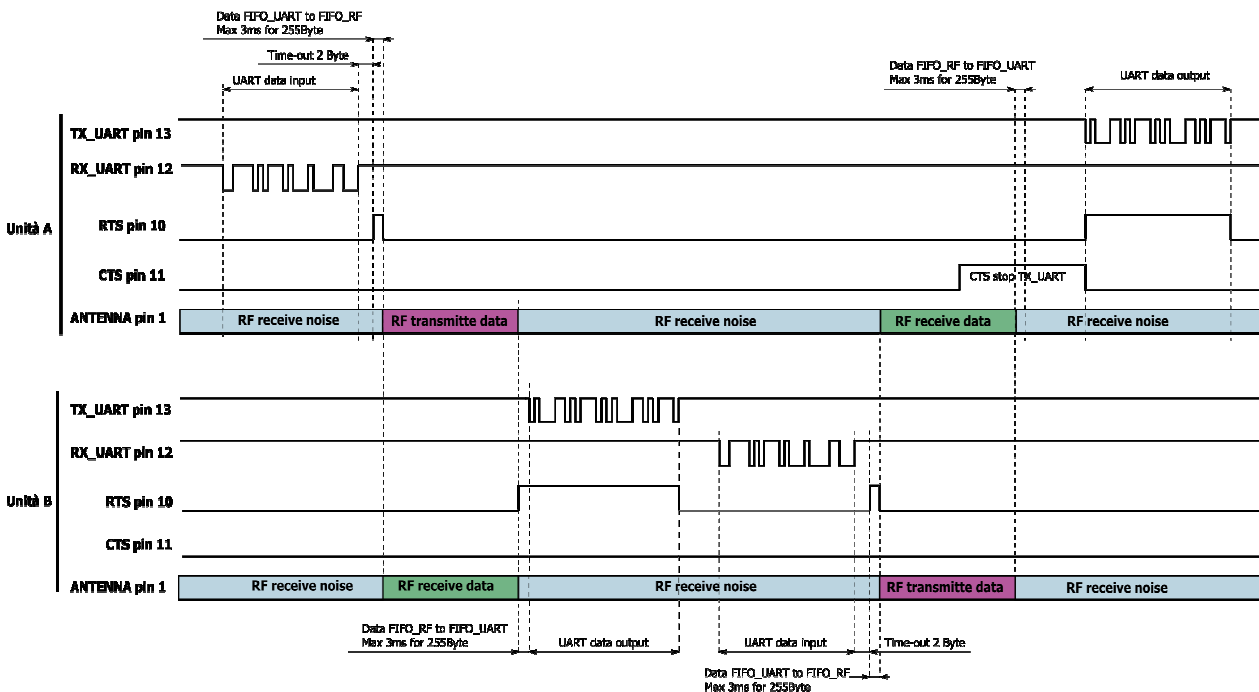 Data FIFO_UART to FIFO_RF
Max 3ms for 255Byte
Time-out 2 Byte
UART data input
Data FIFO_RF to FIFO_UART
Max 3ms for 255Byte
UART data output
Unità A
TX_UART pin 13
RX_UART pin 12
RTS pin 10
CTS pin 11
CTS stop TX_UART
ANTENNA pin 1
RF receive noise
RF transmitte data
RF receive noise
RF receive data
RF receive noise
Unità B
TX_UART pin 13
RX_UART pin 12
RTS pin 10
CTS pin 11
ANTENNA pin 1
RF receive noise
RF receive data
RF receive noise
RF transmitte data
RF receive noise
Data FIFO_RF to FIFO_UART
Max 3ms for 255Byte
UART data output
UART data input
Time-out 2 Byte
Data FIFO_UART to FIFO_RF
Max 3ms for 255Byte